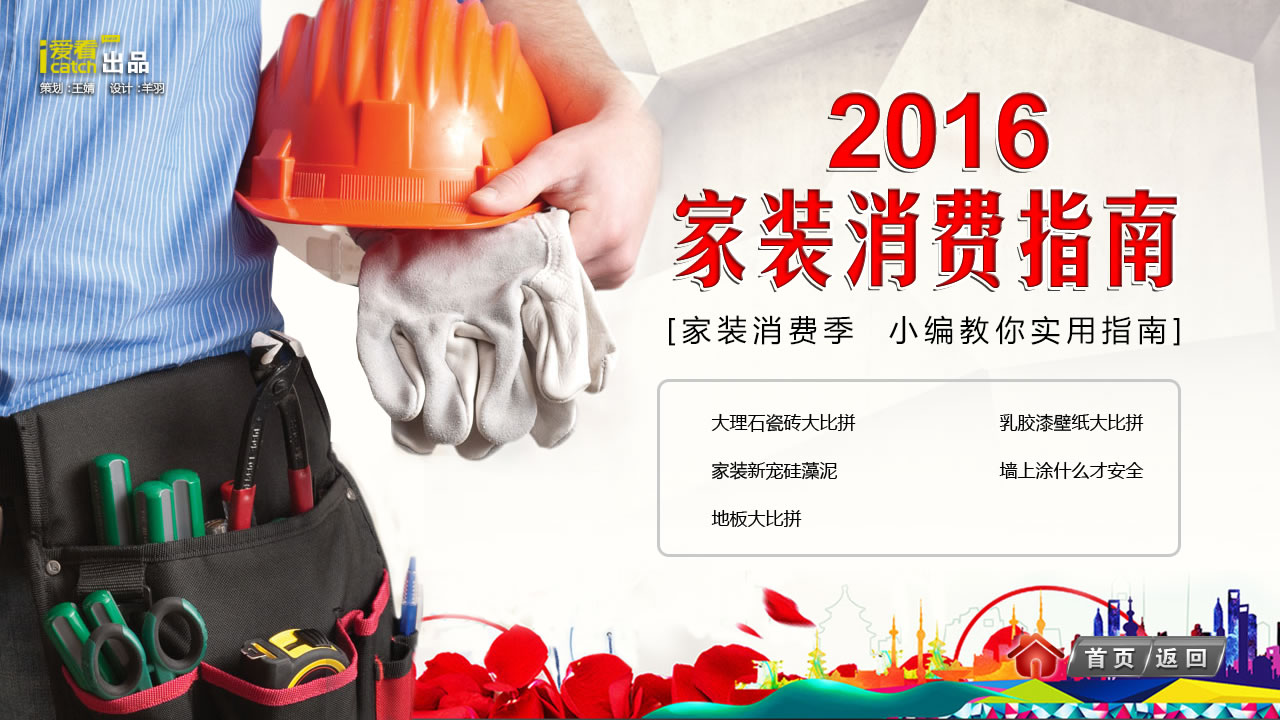 i爱看
catch 出品
策划:王婧 设计:羊羽
2016
家装消费指南
[家装消费季 小编教你实用指南]
大理石瓷砖大比拼 乳胶漆壁纸大比拼
家装新宠硅藻泥 墙上涂什么才安全
地板大比拼
首页 返回